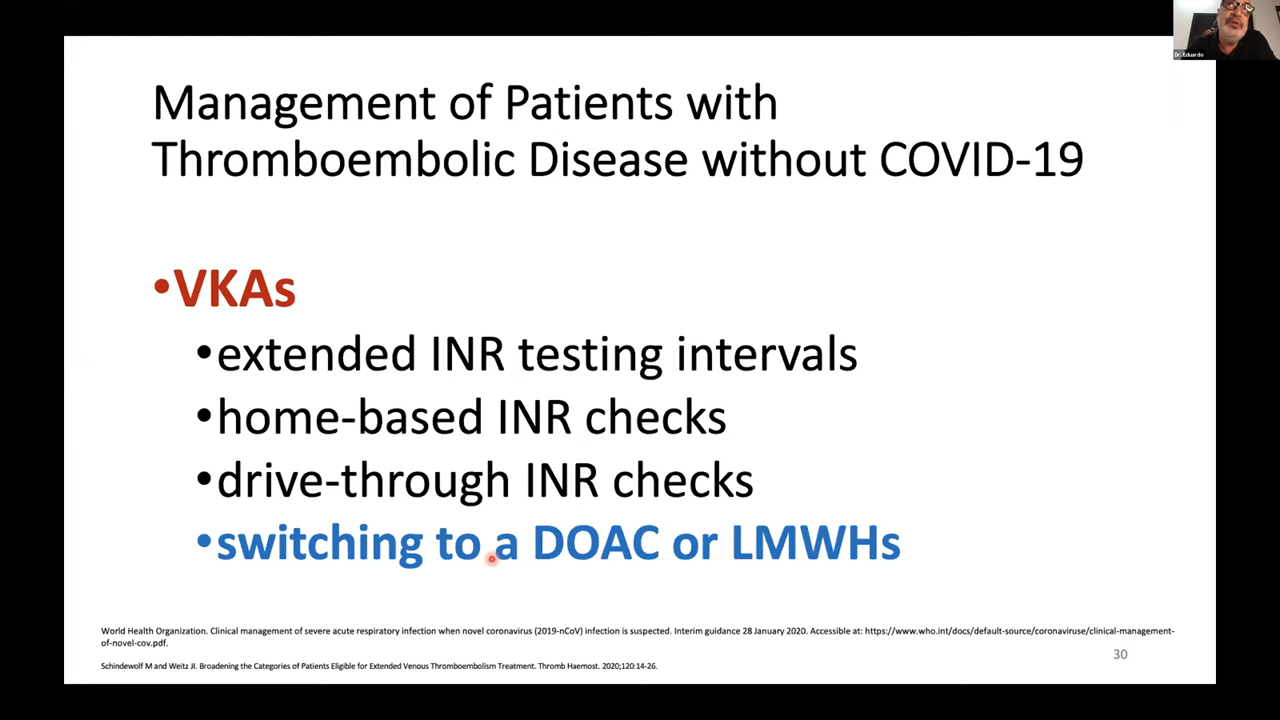 Dr. Eduardo
Management of Patients with
Thromboembolic Disease without COVID-19
•VKAs
•extended INR testing intervals
•home-based INR checks
•drive-through INR checks
•switching to a DOAC or LMWHs
World Health Organization. Clinical management of severe acute respiratory infection when novel coronavirus (2019-nCoV) infection is suspected. Interim guidance 28 January 2020. Accessible at: https://www.who.int/docs/default-source/coronaviruse/clinical-management-
of-novel-cov.pdf.
Schindewolf M and Weitz JI. Broadening the Categories of Patients Eligible for Extended Venous Thromboembolism Treatment. Thromb Haemost. 2020;120:14-26.
30